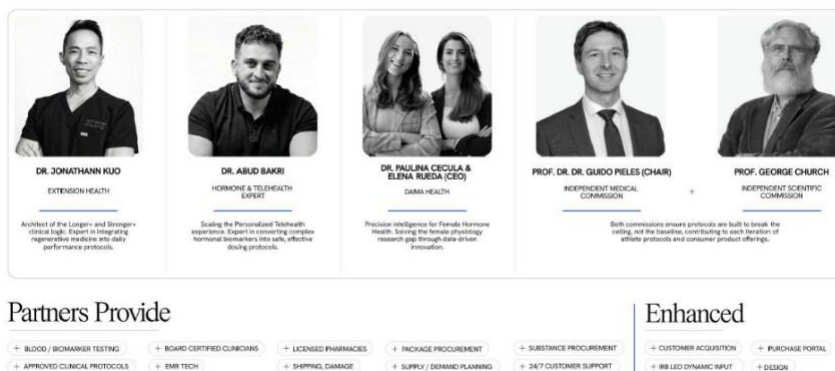 DR. JONATHANN KUO
EXTENSION HEALTH
Architect of the Longer+ and Stronger+
clinical logic. Expert in integrating
regenerative medicine into daily
performance protocols.
DR. ABUD BAKRI
HORMONE & TELEHEALTH
EXPERT
Scaling the Personalized Telehealth
experience. Expert in converting complex
hormonal biomarkers into safe, effective
dosing protocols.
DR. PAULINA CECULA &
ELENA RUEDA (CEO)
DAIMA HEALTH
Precision intelligence for Female Hormone
Health. Solving the female physiology
research gap through data-driven
innovation.
PROF. DR. DR. GUIDO PIELES (CHAIR)
INDEPENDENT MEDICAL
COMMISSION
+
PROF. GEORGE CHURCH
INDEPENDENT SCIENTIFIC
COMMISSION
Both commissions ensure protocols are built to break the
ceiling, not the baseline, contributing to each iteration of
athlete protocols and consumer product offerings.
Partners Provide
+ BLOOD / BIOMARKER TESTING
+ BOARD CERTIFIED CLINICIANS
+ LICENSED PHARMACIES
+ PACKAGE PROCUREMENT
+ SUBSTANCE PROCUREMENT
+ APPROVED CLINICAL PROTOCOLS
+ EMR TECH
+ SHIPPING, DAMAGE
+ SUPPLY / DEMAND PLANNING
+ 24/7 CUSTOMER SUPPORT
Enhanced
+ CUSTOMER ACQUISITION
+ PURCHASE PORTAL
+ IRB LED DYNAMIC INPUT
+ DESIGN